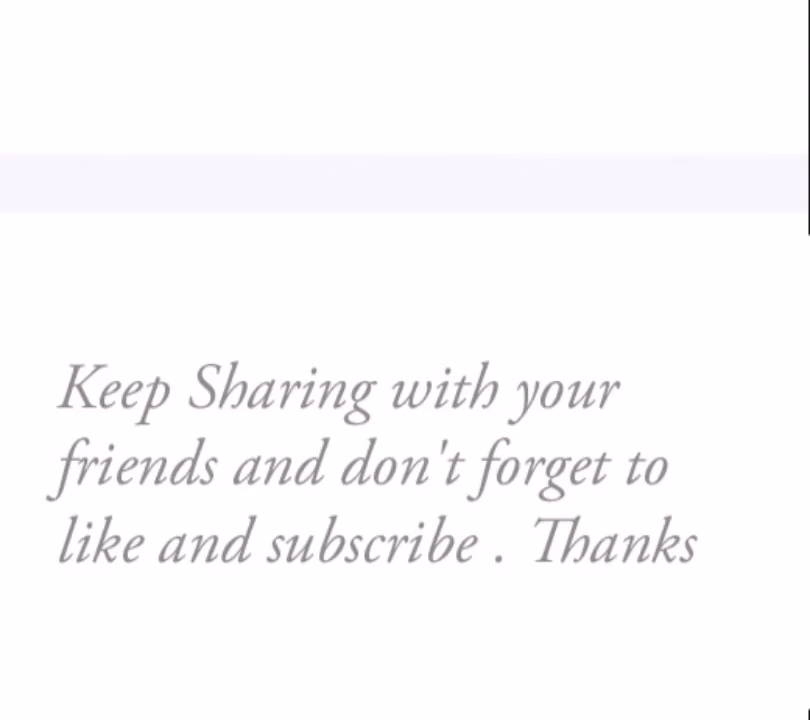 Keep Sharing with your
friends and don't forget to
like and subscribe . Thanks